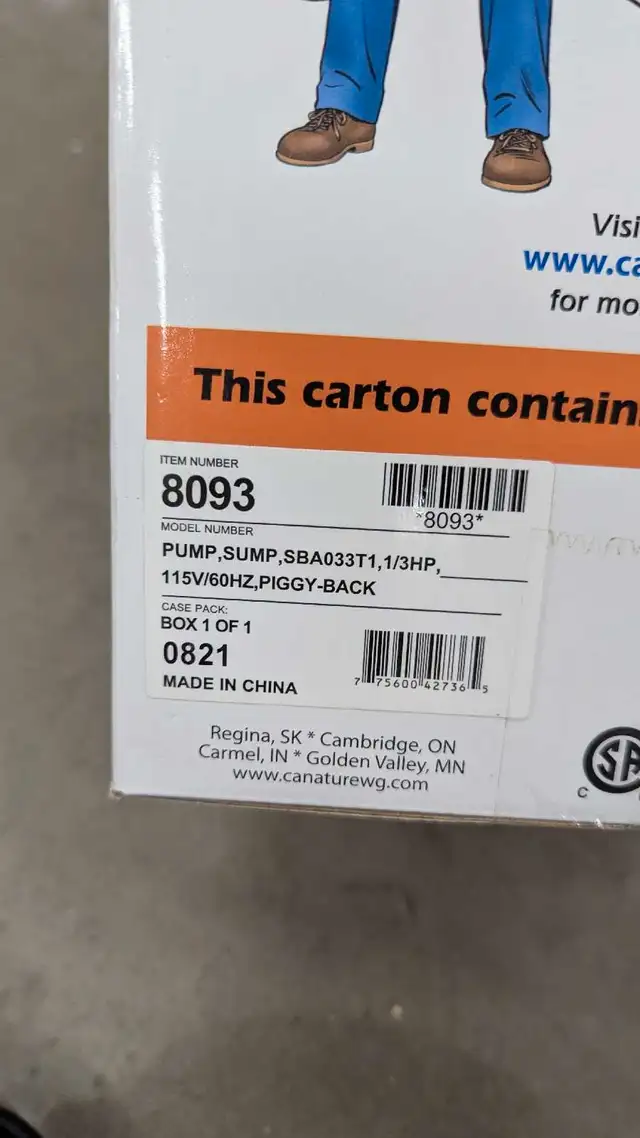 Visi
www.ca
for mo
This carton contain
ITEM NUMBER
8093
*8093*
MODEL NUMBER
PUMP,SUMP,SBA033T1,1/3HP,
115V/60HZ,PIGGY-BACK
CASE PACK:
BOX 1 OF 1
0821
MADE IN CHINA
7 75600 42736 5
Regina, SK * Cambridge, ON
Carmel, IN * Golden Valley, MN
www.canaturewg.com
SA
C